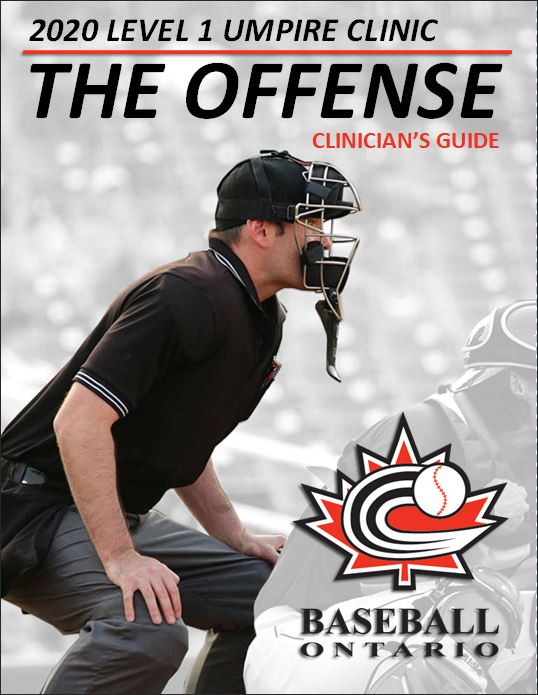 2020 LEVEL 1 UMPIRE CLINIC
THE OFFENSE
CLINICIAN'S GUIDE
BASEBALL
ONTARIO